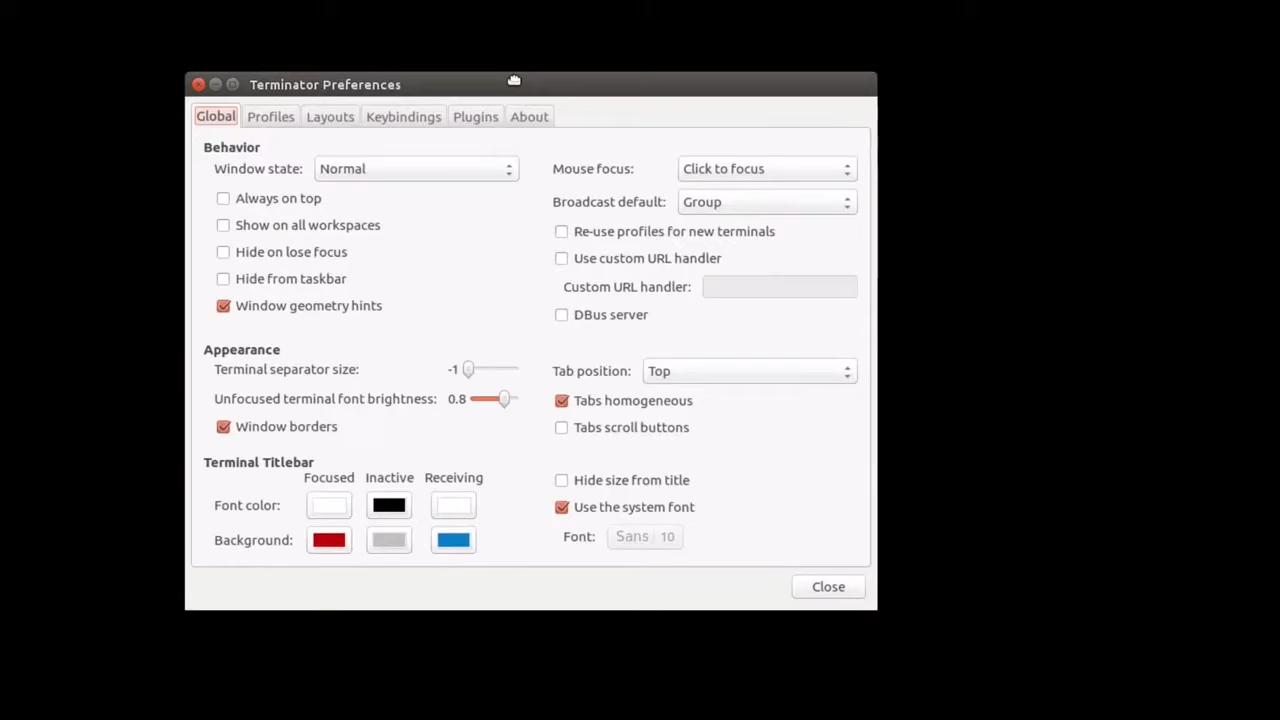 Terminator Preferences
Global Profiles Layouts Keybindings Plugins About
Behavior
Window state: Normal
Always on top
Show on all workspaces
Hide on lose focus
Hide from taskbar
Window geometry hints
Mouse focus: Click to focus
Broadcast default: Group
Re-use profiles for new terminals
Use custom URL handler
Custom URL handler:
DBus server
Appearance
Terminal separator size: -1
Unfocused terminal font brightness: 0.8
Window borders
Tab position: Top
Tabs homogeneous
Tabs scroll buttons
Terminal Titlebar
Focused Inactive Receiving
Font color:
Background:
Hide size from title
Use the system font
Font: Sans 10
Close